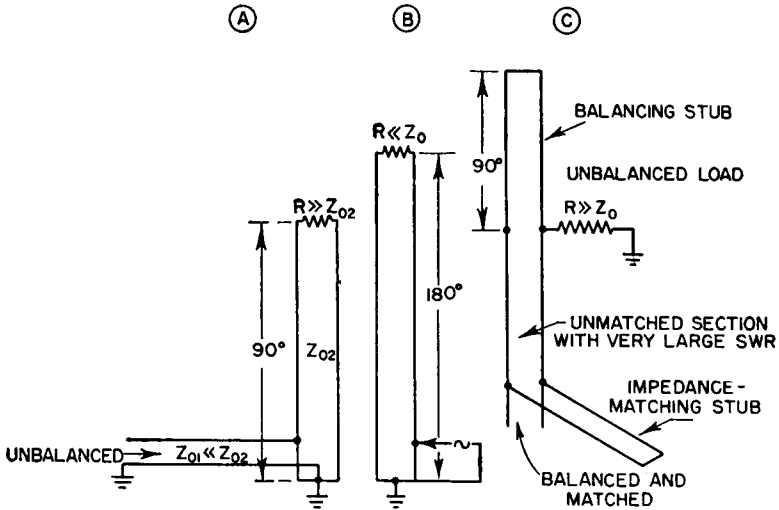 A
B
C
R≫Z02
90°
Z02
UNBALANCED
Z01≪Z02
R≪Z0
180°
~
90°
BALANCING STUB
UNBALANCED LOAD
R≫Z0
UNMATCHED SECTION
WITH VERY LARGE SWR
IMPEDANCE-
MATCHING STUB
BALANCED AND
MATCHED